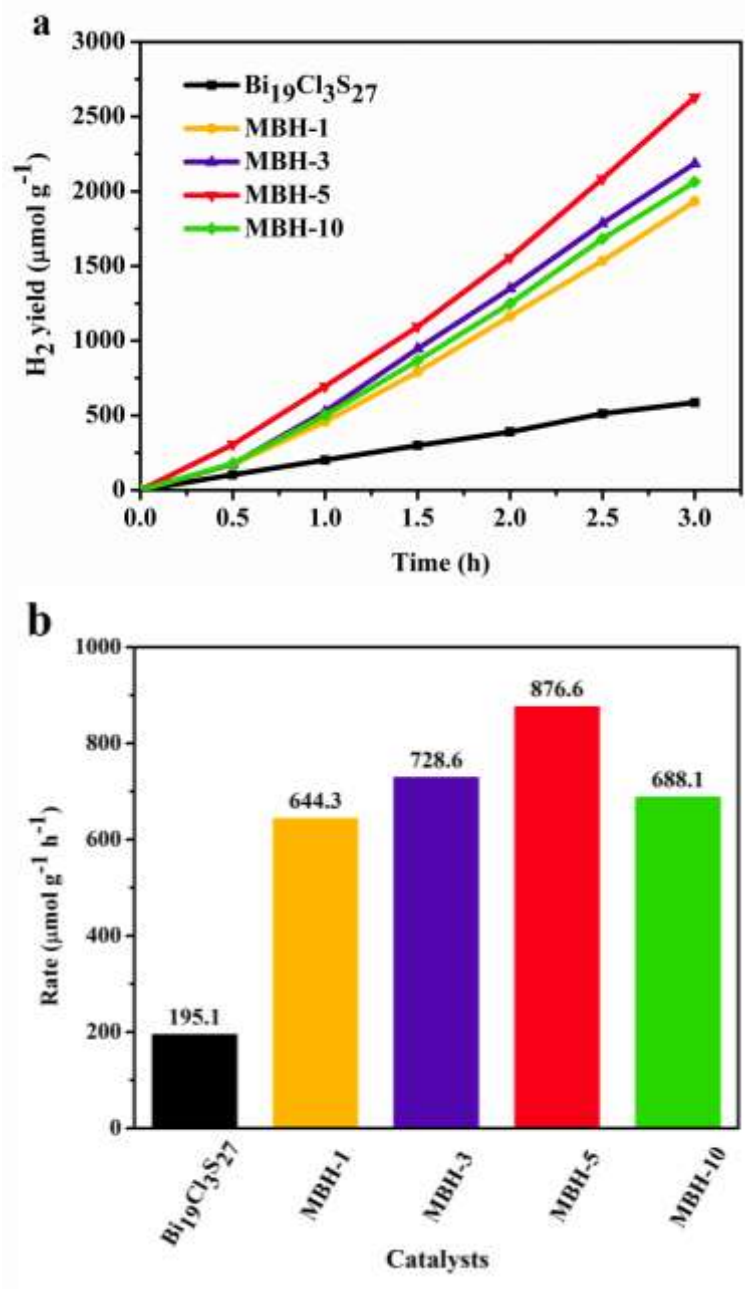 a
3000
2500
2000
1500
1000
500
0
H2 yield (μmol g-1)
Bi19Cl3S27
MBH-1
MBH-3
MBH-5
MBH-10
0.0 0.5 1.0 1.5 2.0 2.5 3.0
Time (h)
b
1000
800
600
400
200
0
Rate (μmol g-1 h-1)
195.1
644.3
728.6
876.6
688.1
Bi19Cl3S27
MBH-1
MBH-3
MBH-5
MBH-10
Catalysts